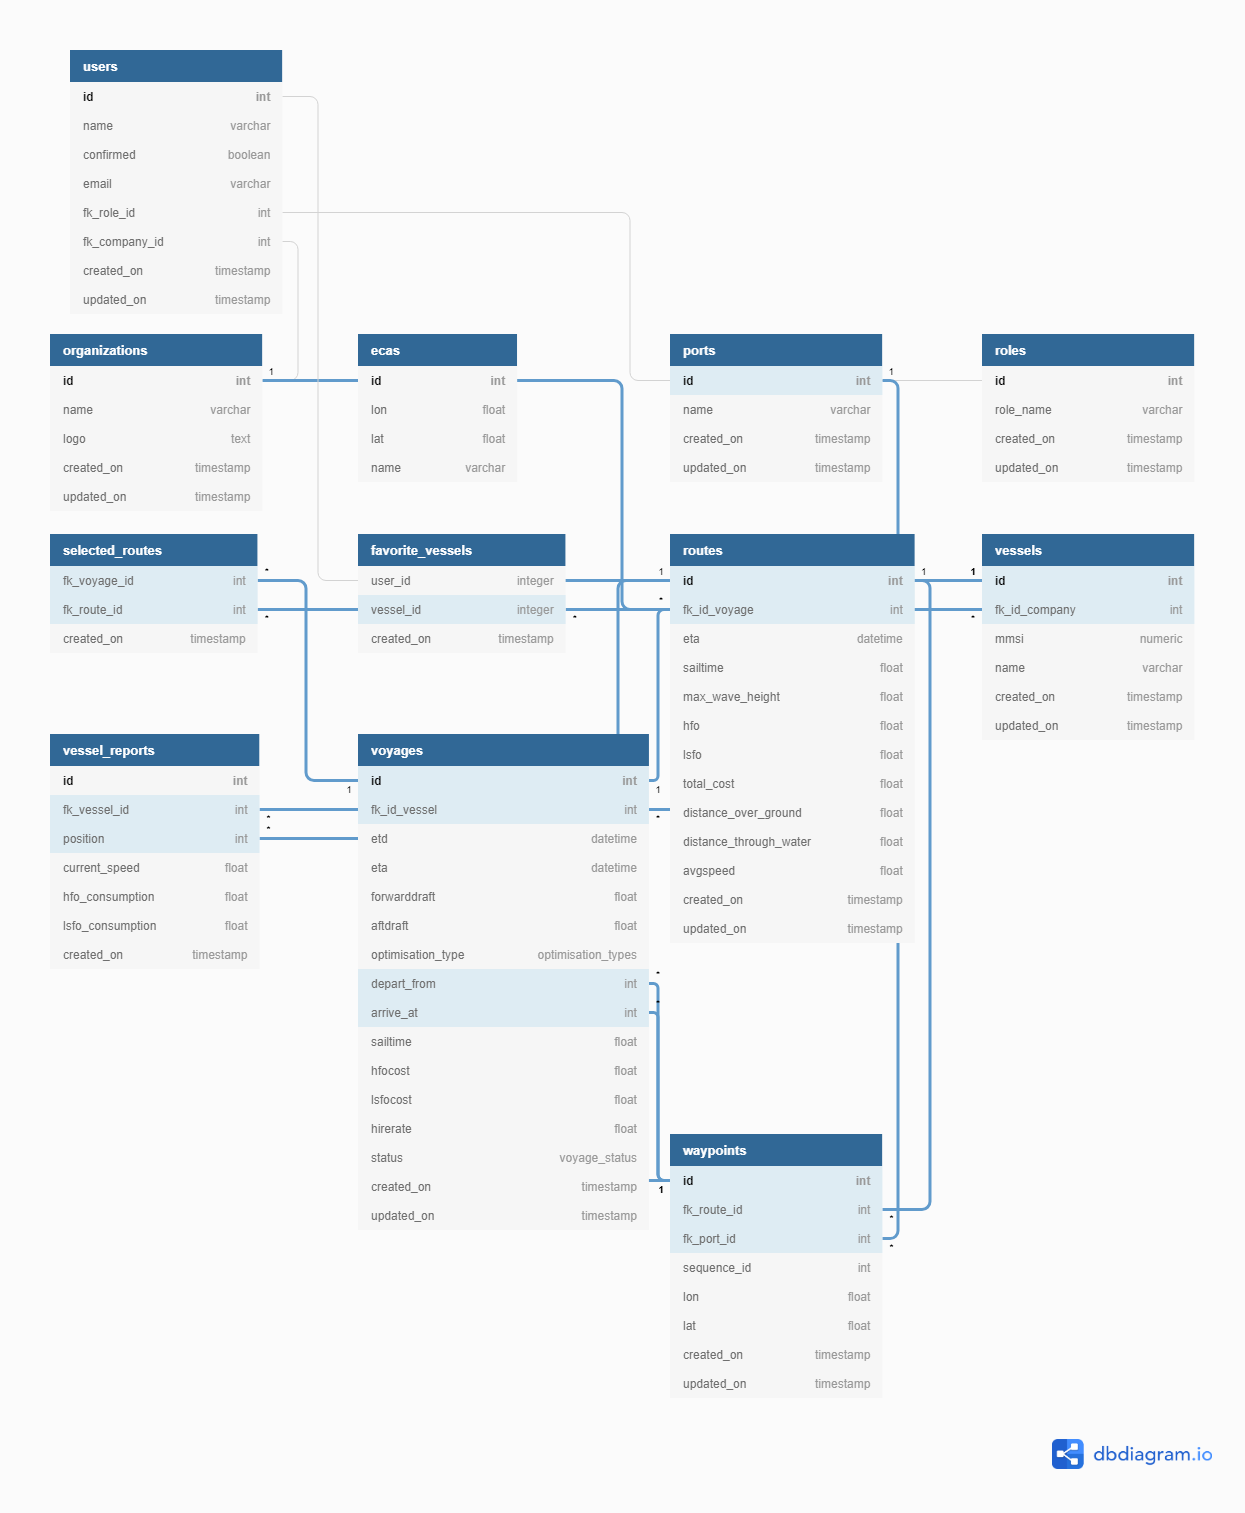 users
id int
name varchar
confirmed boolean
email varchar
fk_role_id int
fk_company_id int
created_on timestamp
updated_on timestamp
organizations
id int 1
name varchar
logo text
created_on timestamp
updated_on timestamp
ecas
id int
lon float
lat float
name varchar
ports
id int 1
name varchar
created_on timestamp
updated_on timestamp
roles
id int
role_name varchar
created_on timestamp
updated_on timestamp
selected_routes
*
fk_voyage_id int
fk_route_id int
*
created_on timestamp
favorite_vessels
user_id integer
vessel_id integer
*
created_on timestamp
routes
1 id int 1
* fk_id_voyage int
eta datetime
sailtime float
max_wave_height float
hfo float
lsfo float
total_cost float
distance_over_ground float
distance_through_water float
avgspeed float
created_on timestamp
updated_on timestamp
vessels
1 id int
fk_id_company int
*
mmsi numeric
name varchar
created_on timestamp
updated_on timestamp
vessel_reports
id int
fk_vessel_id int
*
*
position int
current_speed float
hfo_consumption float
lsfo_consumption float
created_on timestamp
voyages
id int
1 1
fk_id_vessel int
*
etd datetime
eta datetime
forwarddraft float
aftdraft float
optimisation_type optimisation_types
*
depart_from int
*
arrive_at int
sailtime float
hfocost float
lsfocost float
hirerate float
status voyage_status
created_on timestamp
updated_on timestamp
waypoints
id int
1
fk_route_id int
*
fk_port_id int
*
sequence_id int
lon float
lat float
created_on timestamp
updated_on timestamp
dbdiagram.io